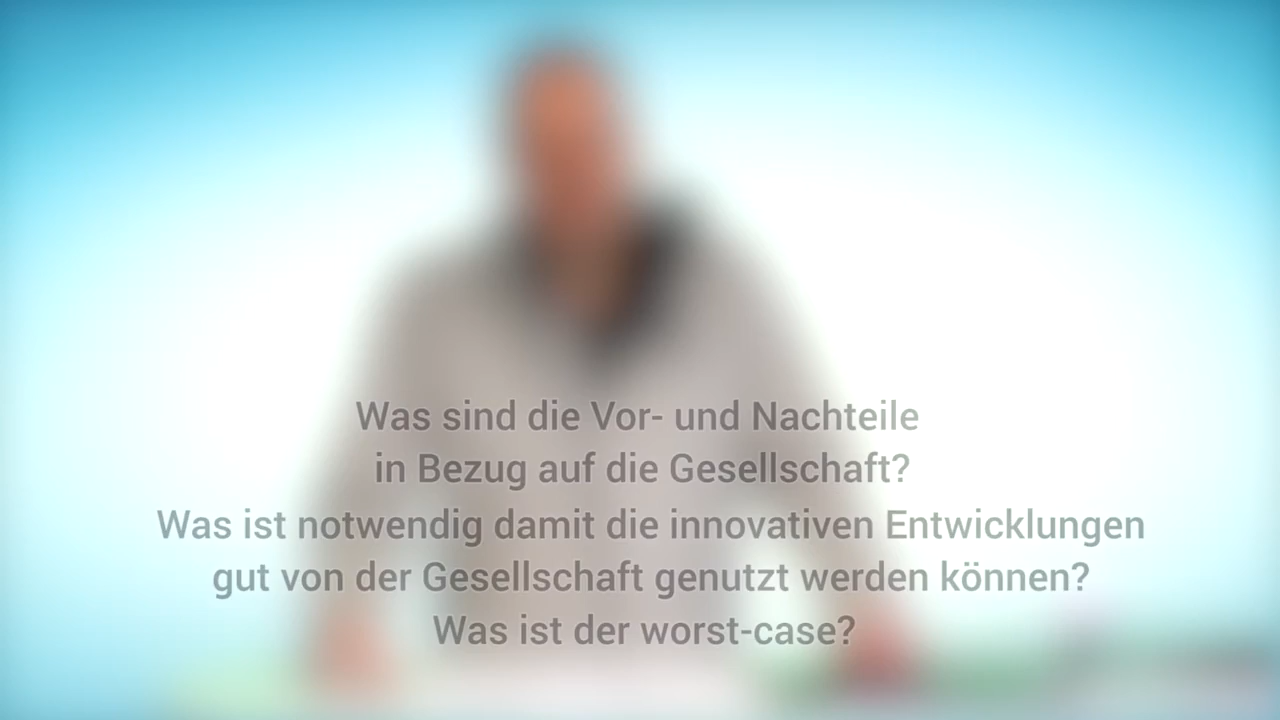 Was sind die Vor- und Nachteile
in Bezug auf die Gesellschaft?
Was ist notwendig damit die innovativen Entwicklungen
gut von der Gesellschaft genutzt werden können?
Was ist der worst-case?